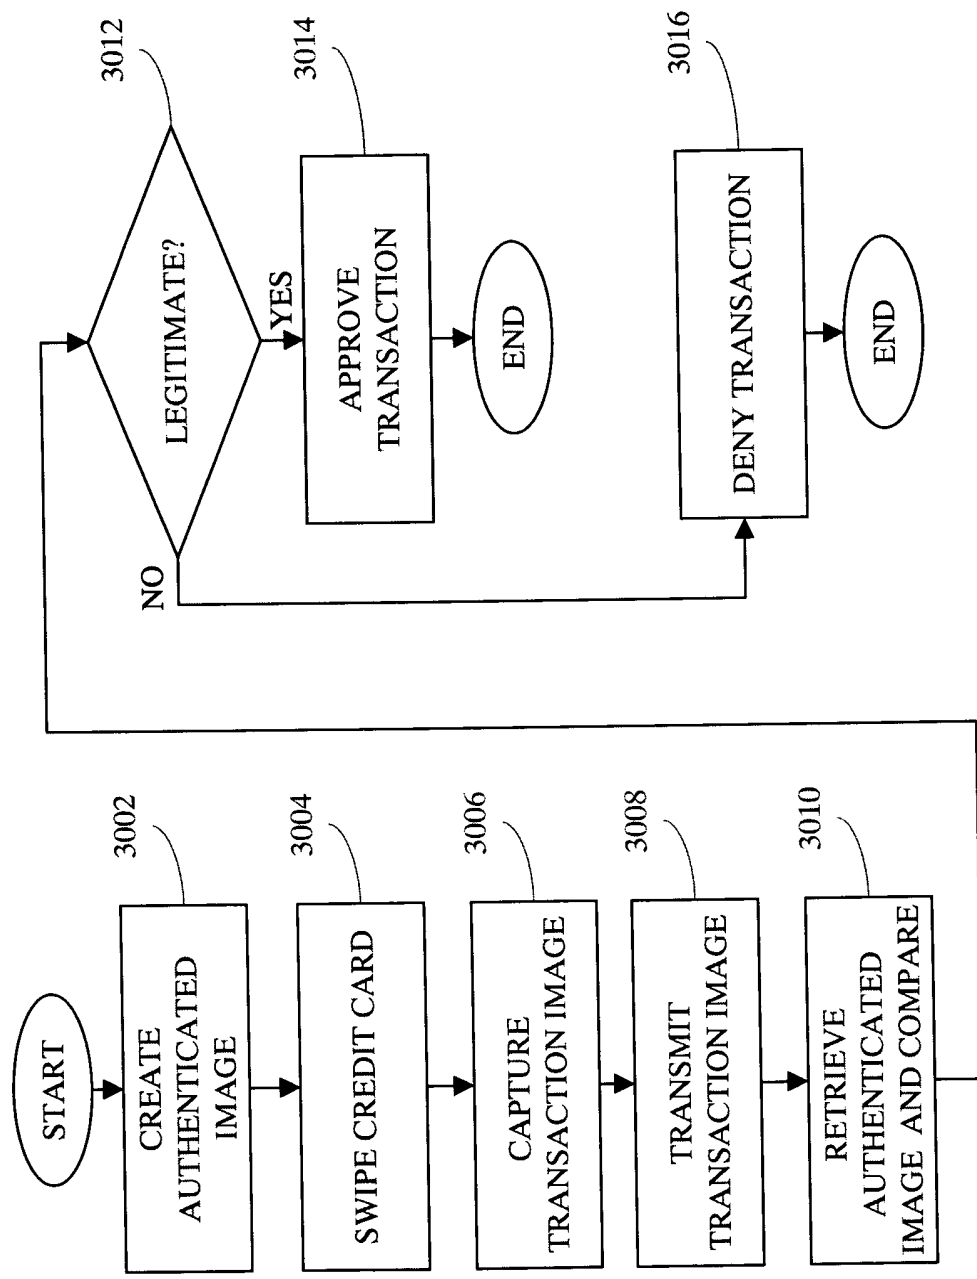 START
CREATE
AUTHENTICATED
IMAGE
3002
SWIPE CREDIT CARD
3004
CAPTURE
TRANSACTION IMAGE
3006
TRANSMIT
TRANSACTION IMAGE
3008
RETRIEVE
AUTHENTICATED
IMAGE AND COMPARE
3010
LEGITIMATE?
3012
NO
YES
APPROVE
TRANSACTION
3014
END
DENY TRANSACTION
3016
END